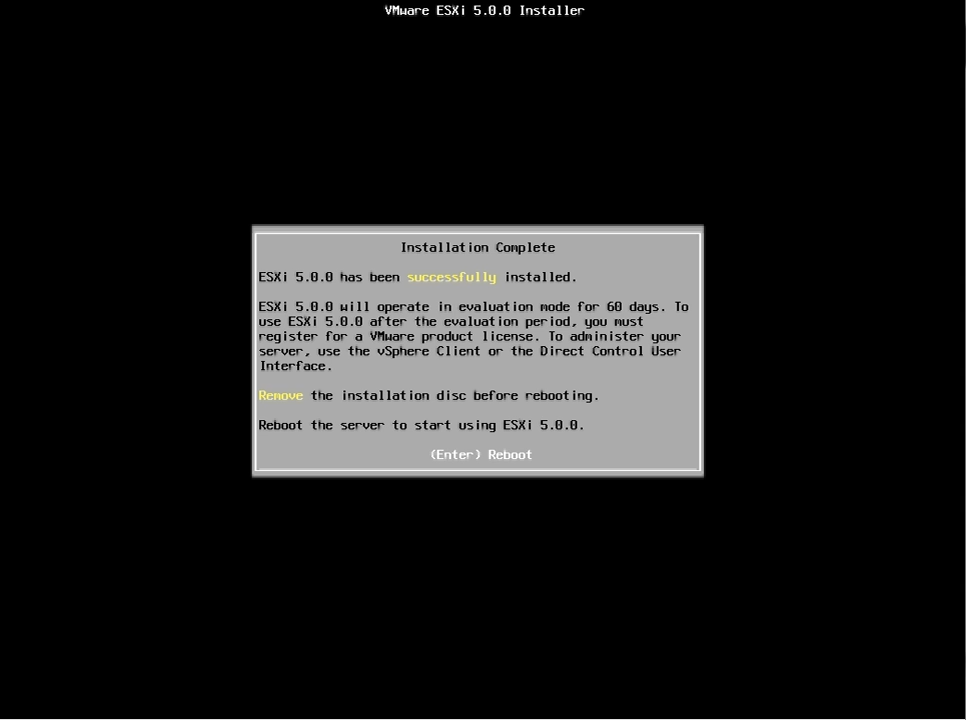 VMware ESXi 5.0.0 Installer
Installation Complete
ESXi 5.0.0 has been successfully installed.
ESXi 5.0.0 will operate in evaluation mode for 60 days. To
use ESXi 5.0.0 after the evaluation period, you must
register for a VMware product license. To administer your
server, use the vSphere Client or the Direct Control User
Interface.
Remove the installation disc before rebooting.
Reboot the server to start using ESXi 5.0.0.
(Enter) Reboot